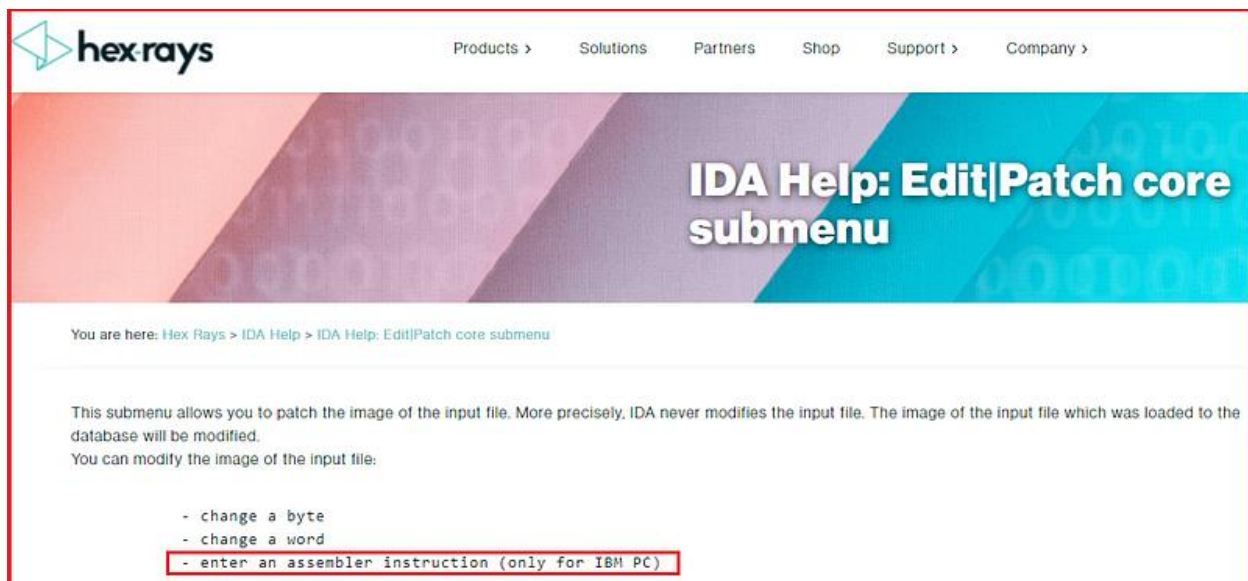 hex-rays
Products > Solutions Partners Shop Support > Company >
IDA Help: Edit|Patch core
submenu
You are here: Hex Rays > IDA Help > IDA Help: Edit|Patch core submenu
This submenu allows you to patch the image of the input file. More precisely, IDA never modifies the input file. The image of the input file which was loaded to the
database will be modified.
You can modify the image of the input file:
- change a byte
- change a word
- enter an assembler instruction (only for IBM PC)